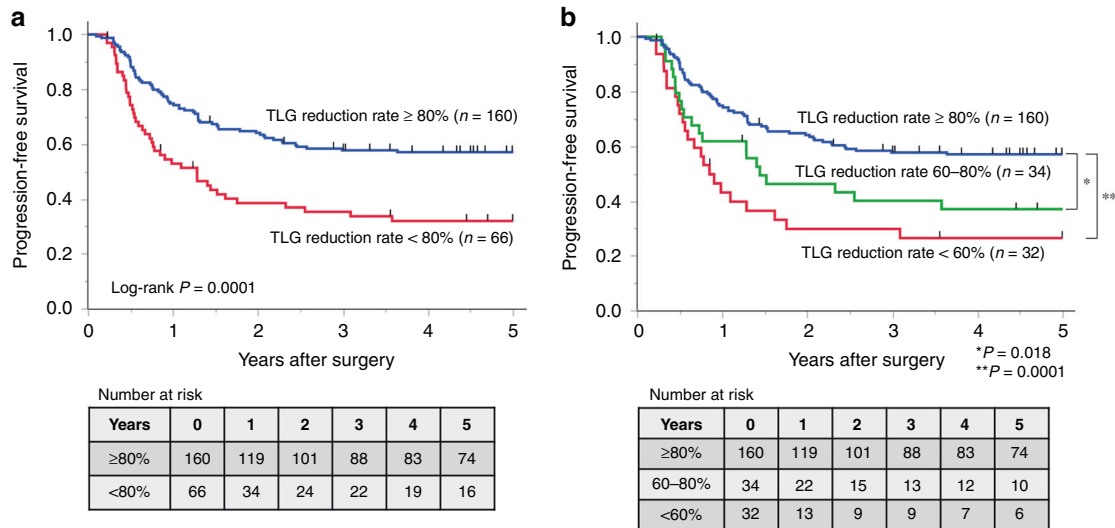 a
Progression-free survival
1.0
0.8
0.6
0.4
0.2
0.0
TLG reduction rate ≥ 80% (n = 160)
TLG reduction rate < 80% (n = 66)
Log-rank P = 0.0001
0 1 2 3 4 5
Years after surgery
Number at risk
Years 0 1 2 3 4 5
≥80% 160 119 101 88 83 74
<80% 66 34 24 22 19 16
b
Progression-free survival
1.0
0.8
0.6
0.4
0.2
0.0
TLG reduction rate ≥ 80% (n = 160)
TLG reduction rate 60–80% (n = 34)
TLG reduction rate < 60% (n = 32)
*
**
0 1 2 3 4 5
Years after surgery
*P = 0.018
**P = 0.0001
Number at risk
Years 0 1 2 3 4 5
≥80% 160 119 101 88 83 74
60–80% 34 22 15 13 12 10
<60% 32 13 9 9 7 6